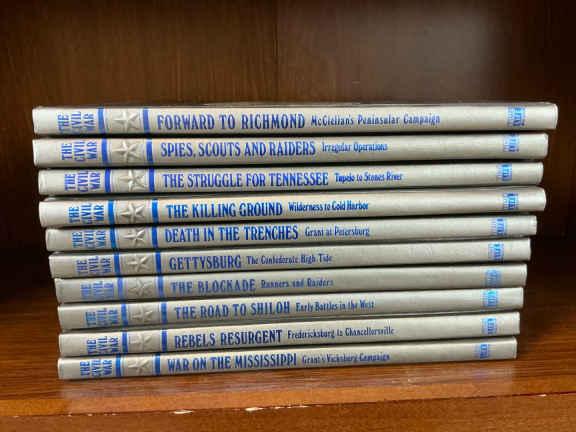 THE CIVIL WAR FORWARD TO RICHMOND McClellan's Peninsular Campaign
THE CIVIL WAR SPIES, SCOUTS AND RAIDERS Irregular Operations
THE CIVIL WAR THE STRUGGLE FOR TENNESSEE Tupelo to Stones River
THE CIVIL WAR THE KILLING GROUND Wilderness to Cold Harbor
THE CIVIL WAR DEATH IN THE TRENCHES Grant at Petersburg
THE CIVIL WAR GETTYSBURG The Confederate High Tide
THE CIVIL WAR THE BLOCKADE Runners and Raiders
THE CIVIL WAR THE ROAD TO SHILOH Early Battles in the West
THE CIVIL WAR REBELS RESURGENT Fredericksburg to Chancellorsville
THE CIVIL WAR WAR ON THE MISSISSIPPI Grant's Vicksburg Campaign